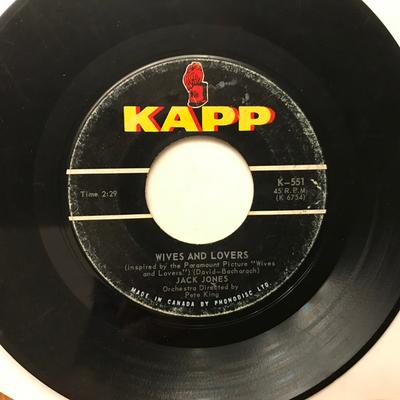 KAPP
Time 2:29
K-551
45 R.P.M.
(K 6754)
WIVES AND LOVERS
(inspired by the Paramount Picture "Wives
and Lovers") (David-Bacharach)
JACK JONES
Orchestra Directed by
Pete King
MADE IN CANADA BY PHONODISC LTD.